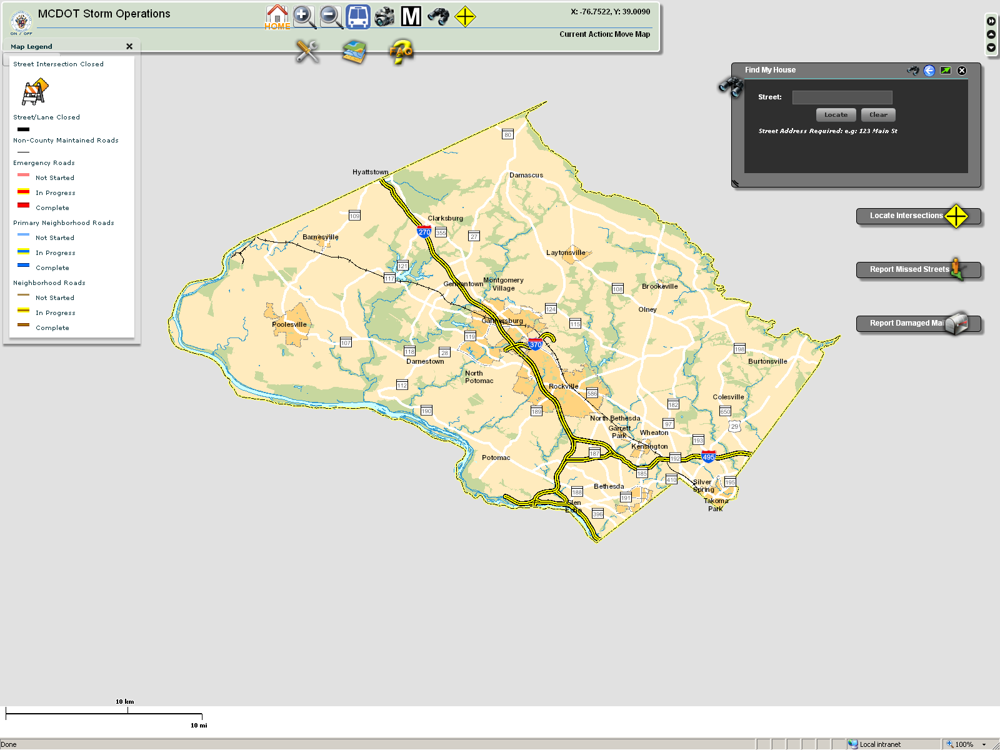 MCDOT Storm Operations
HOME
M
X: -76.7522, Y: 39.0090
Current Action: Move Map
ON / OFF
FAQ
Map Legend
Street Intersection Closed
Street/Lane Closed
Non-County Maintained Roads
Emergency Roads
Not Started
In Progress
Complete
Primary Neighborhood Roads
Not Started
In Progress
Complete
Neighborhood Roads
Not Started
In Progress
Complete
Find My House
Street:
Locate
Clear
Street Address Required: e.g: 123 Main St
Locate Intersections
Report Missed Streets
Report Damaged Mai
80
Hyattstown
Damascus
109
Clarksburg
270
355
27
Barnesville
Laytonsville
121
117
Germantown
Montgomery
Village
108
Brookeville
124
Olney
Poolesville
Gaithersburg
115
119
107
370
118
28
198
Darnestown
Burtonsville
North
Potomac
112
Rockville
586
Colesville
182
189
190
650
North Bethesda
97
29
Garrett
Park
Wheaton
193
Kensington
187
192
495
Potomac
185
410
Silver
Spring
195
Bethesda
188
191
Glen
Echo
Takoma
Park
396
10 km
10 mi
Done
Local intranet
100%